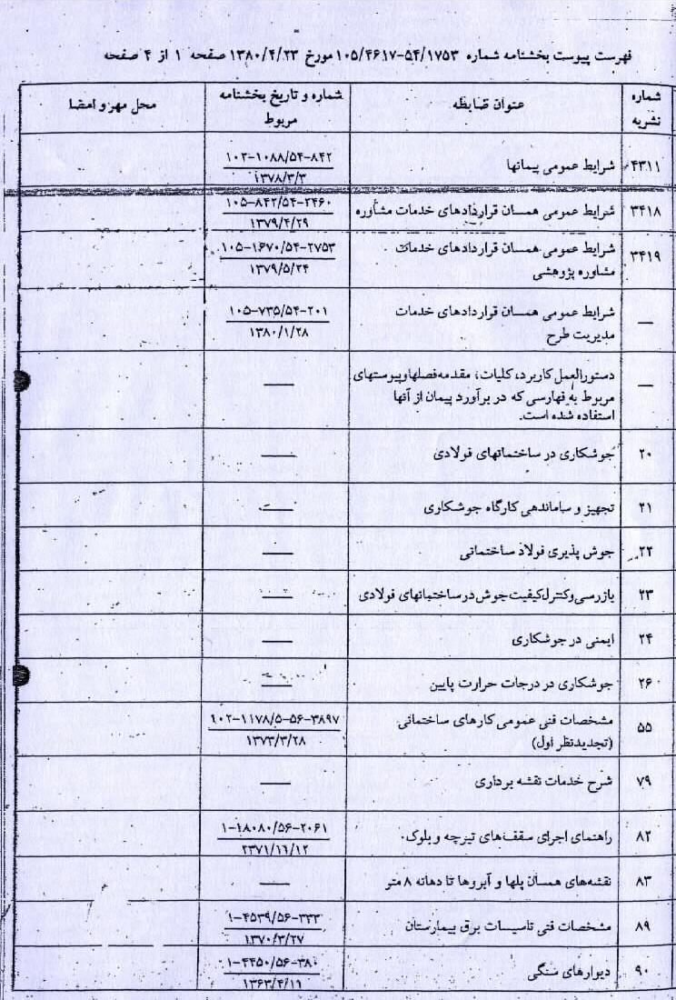 فهرست پیوست بخشنامه شماره ۵۴/۱۷۵۳-۱۰۵/۴۶۱۷ مورخ ۱۳۸۰/۴/۲۳ صفحه ۱ از ۴ صفحه
شماره نشریه
عنوان ضابطه
شماره و تاریخ بخشنامه مربوط
محل مهر و امضا
۴۳۱۱
شرایط عمومی پیمانها
۱۰۲-۱۰۸۸/۵۴-۸۴۲
۱۳۷۸/۳/۳
۳۴۱۸
شرایط عمومی همسان قراردادهای خدمات مشاوره
۱۰۵-۸۴۲/۵۴-۲۴۶۰
۱۳۷۹/۴/۲۹
۳۴۱۹
شرایط عمومی همسان قراردادهای خدمات
مشاوره پژوهشی
۱۰۵-۱۶۷۰/۵۴-۲۷۵۳
۱۳۷۹/۵/۲۴
—
شرایط عمومی همسان قراردادهای خدمات
مدیریت طرح
۱۰۵-۷۳۵/۵۴-۲۰۱
۱۳۸۰/۱/۲۸
—
دستورالعمل کاربرد، کلیات، مقدمه فصلها و پیوستهای
مربوط به فهارسی که در برآورد پیمان از آنها
استفاده شده است.
—
۲۰
جوشکاری در ساختمانهای فولادی
—
۲۱
تجهیز و ساماندهی کارگاه جوشکاری
—
۲۲
جوش پذیری فولاد ساختمانی
—
۲۳
بازرسی و کنترل کیفیت جوش در ساختمانهای فولادی
—
۲۴
ایمنی در جوشکاری
—
۲۶
جوشکاری در درجات حرارت پایین
—
۵۵
مشخصات فنی عمومی کارهای ساختمانی
(تجدیدنظر اول)
۱۰۲-۱۱۷۸/۵-۵۶-۳۸۹۷
۱۳۷۳/۳/۲۸
۷۹
شرح خدمات نقشه برداری
—
۸۲
راهنمای اجرای سقف‌های تیرچه و بلوک
۱-۱۸۰۸۰/۵۶-۲۰۶۱
۸۳
نقشه‌های همسان پلها و آبروها تا دهانه ۸ متر
—
۸۹
مشخصات فنی تاسیسات برق بیمارستان
۱-۴۵۳۹/۵۶-۳۳۳
۱۳۷۰/۳/۲۷
۹۰
دیوارهای سنگی
۱-۴۴۵۰/۵۶-۳۸۰
۱۳۶۳/۴/۱۱